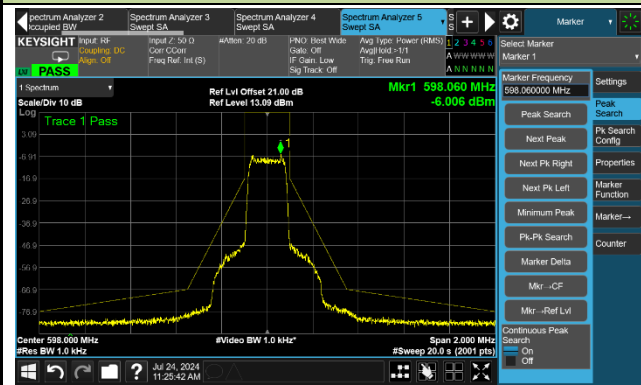 pectrum Analyzer 2
ccupied BW
Spectrum Analyzer 3
Swept SA
Spectrum Analyzer 4
Swept SA
Spectrum Analyzer 5
Swept SA
S
S
Marker
KEYSIGHT
Input: RF
Coupling: DC
Align: Off
Input Z: 50 Ω
Corr CCorr
Freq Ref: Int (S)
#Atten: 20 dB
PNO: Best Wide
Gate: Off
IF Gain: Low
Sig Track: Off
Avg Type: Power (RMS)
Avg|Hold:>1/1
Trig: Free Run
1 2 3 4 5 6
A W W W W W
A N N N N N
PASS
Select Marker
Marker 1
1 Spectrum
Scale/Div 10 dB
Ref Lvl Offset 21.00 dB
Ref Level 13.09 dBm
Mkr1 598.060 MHz
-6.006 dBm
Log
Trace 1 Pass
1
3.09
-6.91
-16.9
-26.9
-36.9
-46.9
-56.9
-66.9
-76.9
Center 598.000 MHz
#Res BW 1.0 kHz
#Video BW 1.0 kHz*
Span 2.000 MHz
#Sweep 20.0 s (2001 pts)
Marker Frequency
598.060000 MHz
Peak Search
Next Peak
Next Pk Right
Next Pk Left
Minimum Peak
Pk-Pk Search
Marker Delta
Mkr→CF
Mkr→Ref Lvl
Continuous Peak
Search
On
Off
Settings
Peak
Search
Pk Search
Config
Properties
Marker
Function
Marker→
Counter
Jul 24, 2024
11:25:42 AM